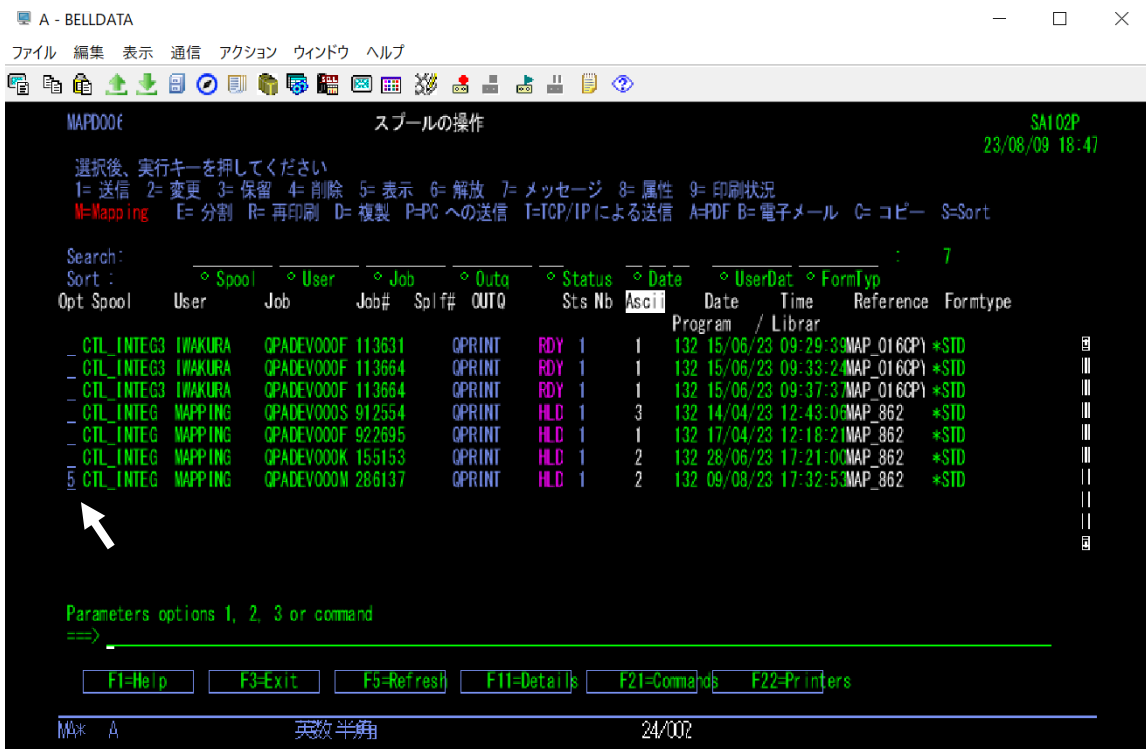 A - BELLDATA
ファイル 編集 表示 通信 アクション ウィンドウ ヘルプ
MAPD006 スプールの操作 SA102P
23/08/09 18:47
選択後、実行キーを押してください
1= 送信 2= 変更 3= 保留 4= 削除 5= 表示 6= 解放 7= メッセージ 8= 属性 9= 印刷状況
M=Mapping E= 分割 R= 再印刷 D= 複製 P=PC への送信 T=TCP/IP による送信 A=PDF B= 電子メール C= コピー S=Sort
Search: : 7
Sort : Spool User Job Outq Status Date UserDat FormTyp
Opt Spool User Job Job# Splf# OUTQ Sts Nb Ascii Date Time Reference Formtype
Program / Librar
_ CTL_INTEG3 IWAKURA QPADEV000F 113631 QPRINT RDY 1 1 132 15/06/23 09:29:39 MAP_016CPY *STD
_ CTL_INTEG3 IWAKURA QPADEV000F 113664 QPRINT RDY 1 1 132 15/06/23 09:33:24 MAP_016CPY *STD
_ CTL_INTEG3 IWAKURA QPADEV000F 113664 QPRINT RDY 1 1 132 15/06/23 09:37:37 MAP_016CPY *STD
_ CTL_INTEG MAPPING QPADEV000S 912554 QPRINT HLD 1 3 132 14/04/23 12:43:06 MAP_862 *STD
_ CTL_INTEG MAPPING QPADEV000F 922695 QPRINT HLD 1 1 132 17/04/23 12:18:21 MAP_862 *STD
_ CTL_INTEG MAPPING QPADEV000K 155153 QPRINT HLD 1 2 132 28/06/23 17:21:00 MAP_862 *STD
5 CTL_INTEG MAPPING QPADEV000M 286137 QPRINT HLD 1 2 132 09/08/23 17:32:53 MAP_862 *STD
Parameters options 1, 2, 3 or command
===>
F1=Help F3=Exit F5=Refresh F11=Details F21=Commands F22=Printers
MA* A 英数 半角 24/002